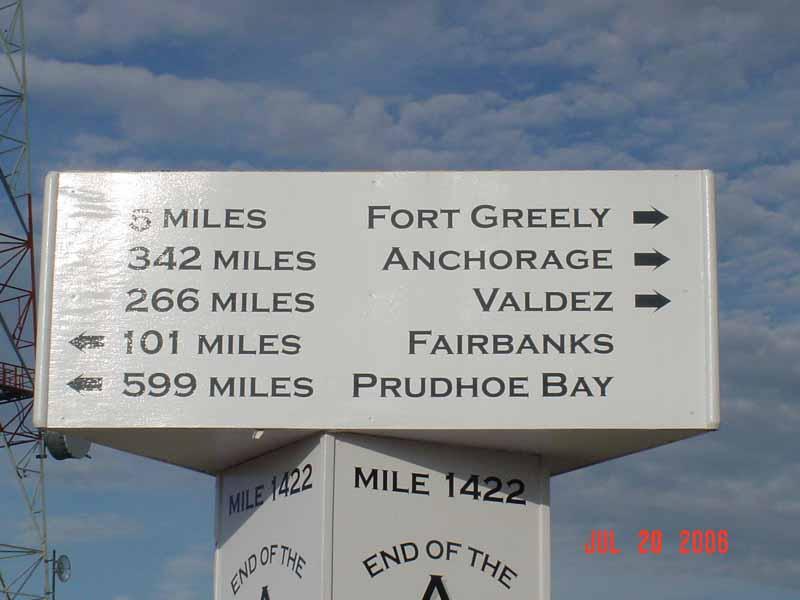 5 MILES FORT GREELY
342 MILES ANCHORAGE
266 MILES VALDEZ
101 MILES FAIRBANKS
599 MILES PRUDHOE BAY
MILE 1422
END OF THE
A
MILE 1422
END OF THE
A
JUL 20 2006